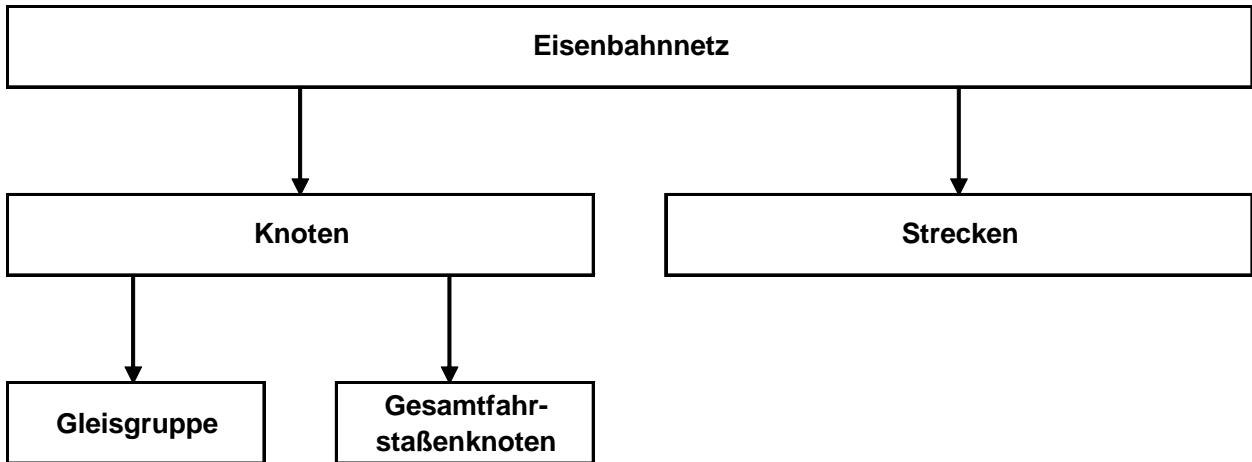 Eisenbahnnetz
Knoten
Strecken
Gleisgruppe
Gesamtfahr-
staßenknoten